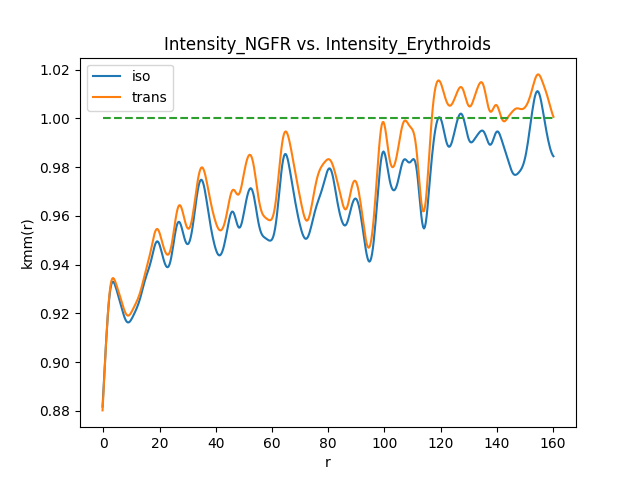 Intensity_NGFR vs. Intensity_Erythroids
iso
trans
kmm(r)
1.02
1.00
0.98
0.96
0.94
0.92
0.90
0.88
0 20 40 60 80 100 120 140 160
r